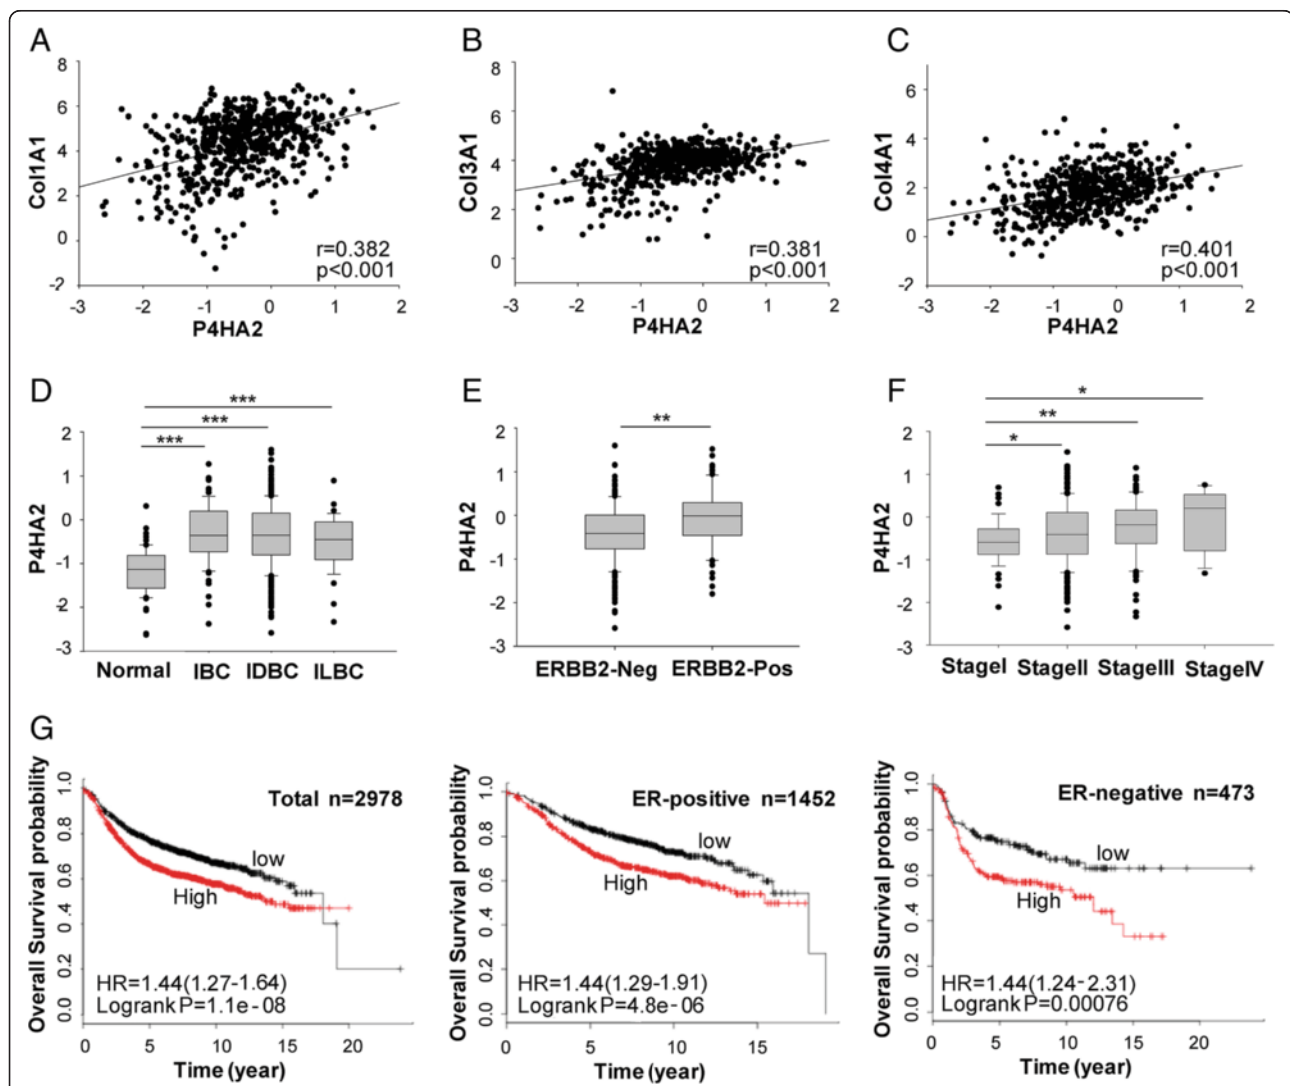 A
8
6
4
2
0
-2
Col1A1
r=0.382
p<0.001
-3 -2 -1 0 1 2
P4HA2
B
8
6
4
2
0
Col3A1
r=0.381
p<0.001
-3 -2 -1 0 1 2
P4HA2
C
6
4
2
0
-2
Col4A1
r=0.401
p<0.001
-3 -2 -1 0 1 2
P4HA2
D
***
***
***
2
1
0
-1
-2
-3
P4HA2
Normal IBC IDBC ILBC
E
**
2
1
0
-1
-2
-3
P4HA2
ERBB2-Neg ERBB2-Pos
F
*
**
*
2
1
0
-1
-2
-3
P4HA2
StageI StageII StageIII StageIV
G
Overall Survival probability
0.0 0.2 0.4 0.6 0.8 1.0
Total n=2978
low
High
HR=1.44(1.27-1.64)
Logrank P=1.1e-08
0 5 10 15 20
Time (year)
Overall Survival probability
0.0 0.2 0.4 0.6 0.8 1.0
ER-positive n=1452
low
High
HR=1.44(1.29-1.91)
Logrank P=4.8e-06
0 5 10 15
Time (year)
Overall Survival probability
0.0 0.2 0.4 0.6 0.8 1.0
ER-negative n=473
low
High
HR=1.44(1.24-2.31)
Logrank P=0.00076
0 5 10 15 20
Time (year)